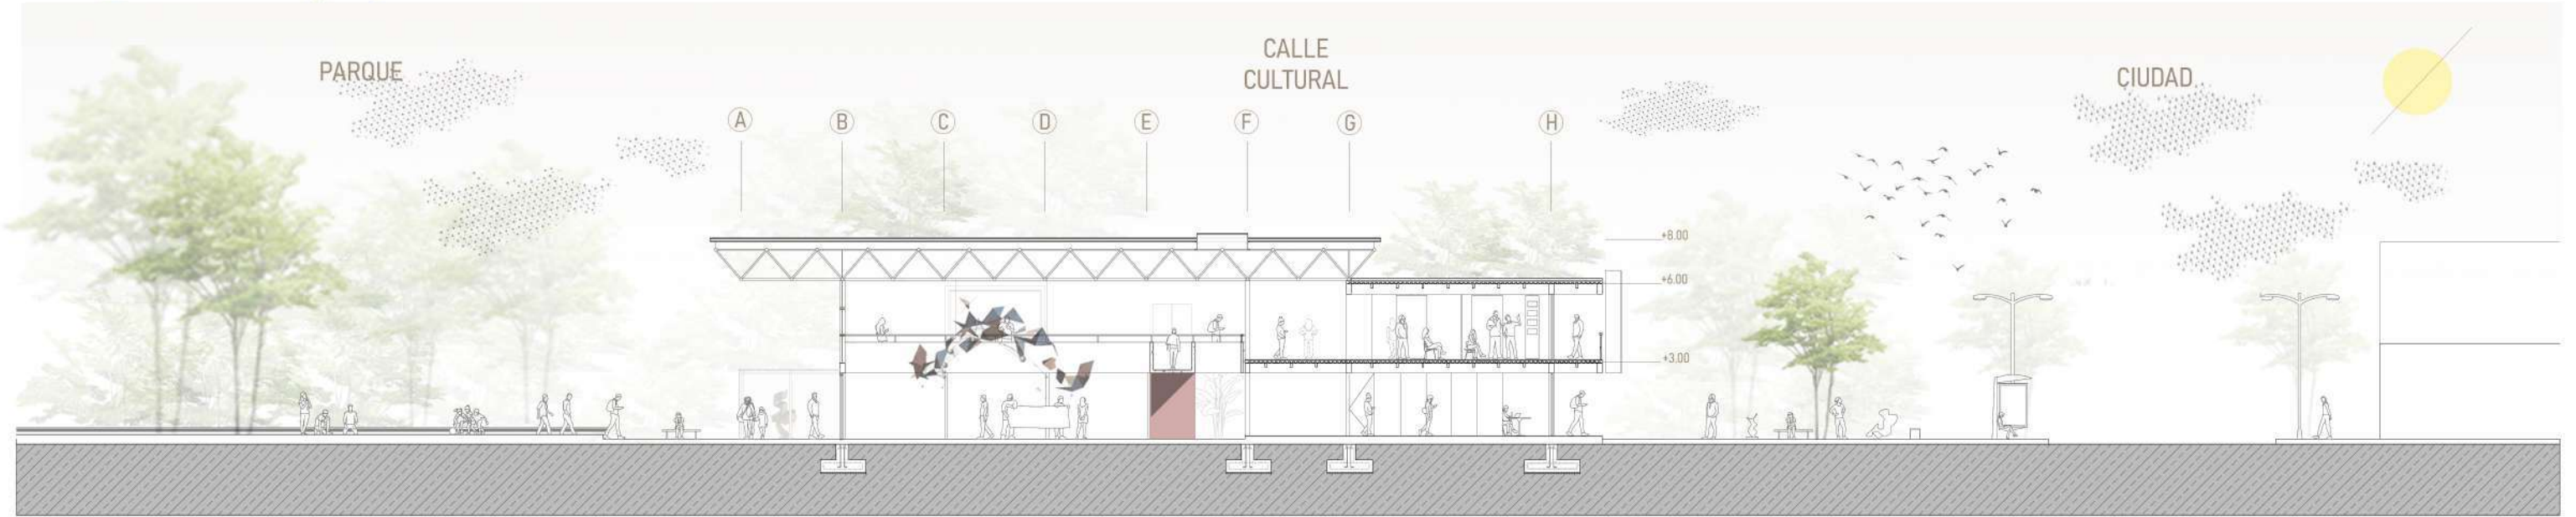 PARQUE
CALLE
CULTURAL
CIUDAD
A B C D E F G H
+8.00
+6.00
+3.00